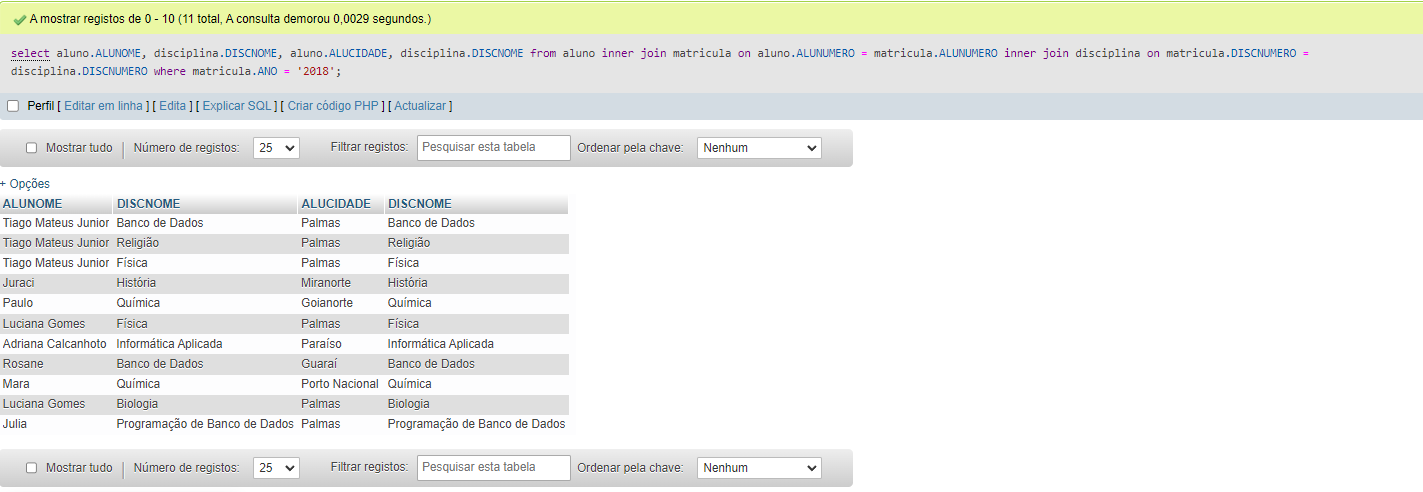 A mostrar registos de 0 - 10 (11 total, A consulta demorou 0,0029 segundos.)
select aluno.ALUNOME, disciplina.DISCNOME, aluno.ALUCIDADE, disciplina.DISCNOME from aluno inner join matricula on aluno.ALUNUMERO = matricula.ALUNUMERO inner join disciplina on matricula.DISCNUMERO =
disciplina.DISCNUMERO where matricula.ANO = '2018';
Perfil [ Editar em linha ] [ Edita ] [ Explicar SQL ] [ Criar código PHP ] [ Actualizar ]
Mostrar tudo | Número de registos: 25 Filtrar registos: Pesquisar esta tabela Ordenar pela chave: Nenhum
+ Opções
ALUNOME DISCNOME ALUCIDADE DISCNOME
Tiago Mateus Junior Banco de Dados Palmas Banco de Dados
Tiago Mateus Junior Religião Palmas Religião
Tiago Mateus Junior Física Palmas Física
Juraci História Miranorte História
Paulo Química Goianorte Química
Luciana Gomes Física Palmas Física
Adriana Calcanhoto Informática Aplicada Paraíso Informática Aplicada
Rosane Banco de Dados Guaraí Banco de Dados
Mara Química Porto Nacional Química
Luciana Gomes Biologia Palmas Biologia
Julia Programação de Banco de Dados Palmas Programação de Banco de Dados
Mostrar tudo | Número de registos: 25 Filtrar registos: Pesquisar esta tabela Ordenar pela chave: Nenhum